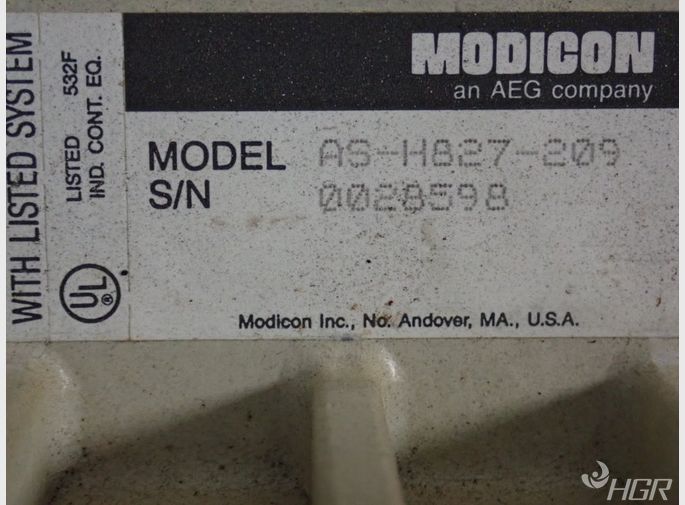 MODICON
an AEG company
MODEL AS-H827-209
S/N 0028598
Modicon Inc., No. Andover, MA., U.S.A.
WITH LISTED SYSTEM
LISTED 532F
IND. CONT. EQ.
UL
HGR